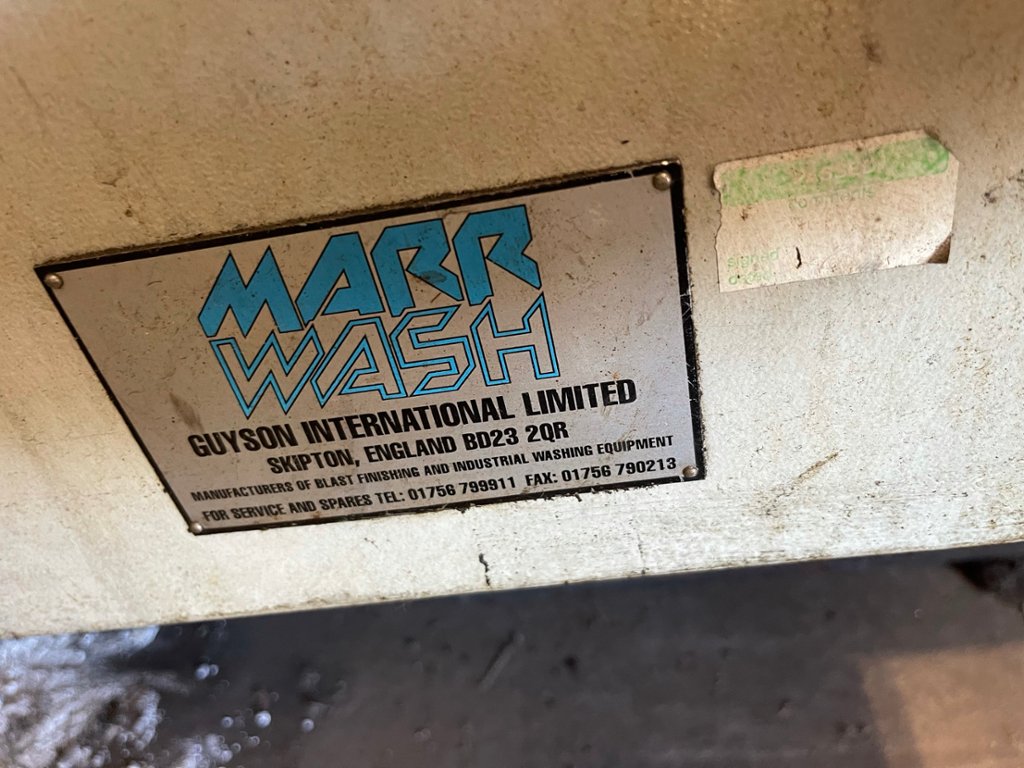 MARR
WASH
GUYSON INTERNATIONAL LIMITED
SKIPTON, ENGLAND BD23 2QR
MANUFACTURERS OF BLAST FINISHING AND INDUSTRIAL WASHING EQUIPMENT
FOR SERVICE AND SPARES TEL: 01756 799911 FAX: 01756 790213
signed